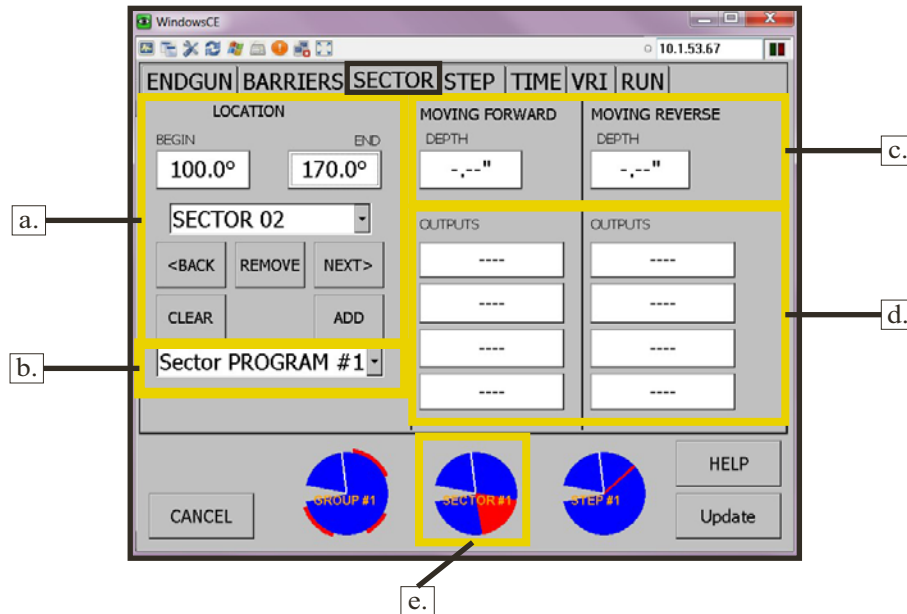 WindowsCE
10.1.53.67
ENDGUN BARRIERS SECTOR STEP TIME VRI RUN
LOCATION
BEGIN END
100.0° 170.0°
SECTOR 02
<BACK REMOVE NEXT>
CLEAR ADD
Sector PROGRAM #1
MOVING FORWARD
DEPTH
-.--"
OUTPUTS
----
----
----
----
MOVING REVERSE
DEPTH
-.--"
OUTPUTS
----
----
----
----
CANCEL
GROUP #1
SECTOR #1
STEP #1
HELP
Update
a.
b.
c.
d.
e.